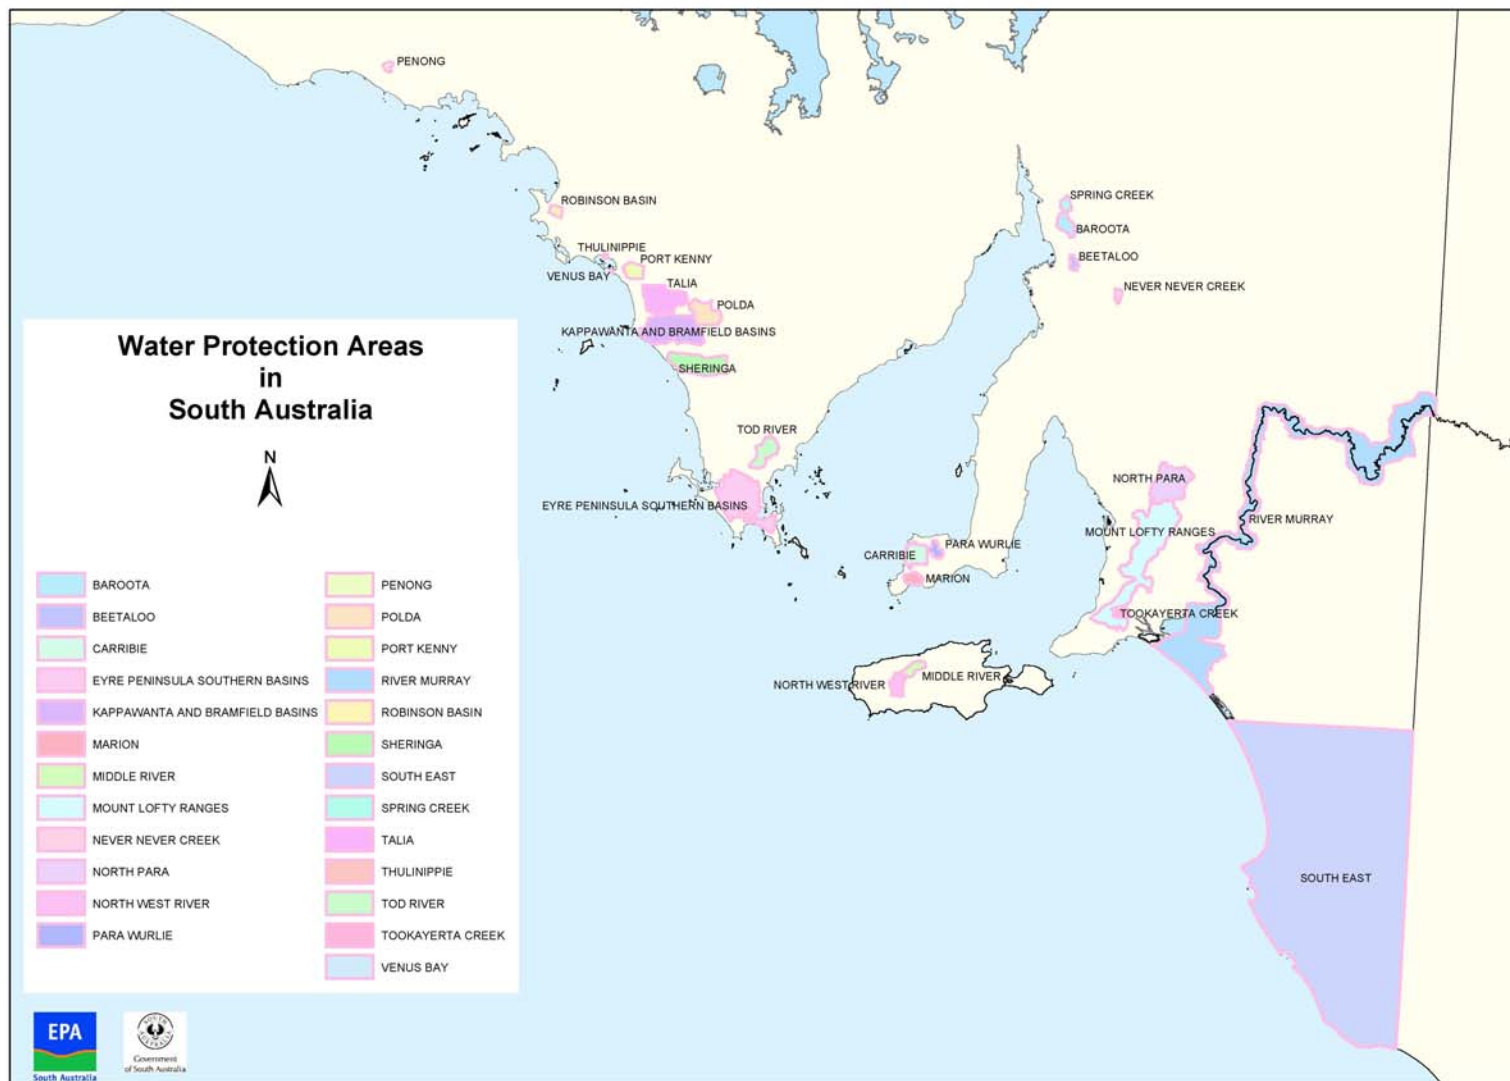 PENONG
SPRING CREEK
ROBINSON BASIN
BAROOTA
THULINIPPIE
BEETALOO
PORT KENNY
VENUS BAY
TALIA
NEVER NEVER CREEK
POLDA
KAPPAWANTA AND BRAMFIELD BASINS
SHERINGA
TOD RIVER
NORTH PARA
EYRE PENINSULA SOUTHERN BASINS
RIVER MURRAY
MOUNT LOFTY RANGES
PARA WURLIE
CARRIBIE
MARION
TOOKAYERTA CREEK
MIDDLE RIVER
NORTH WEST RIVER
SOUTH EAST
Water Protection Areas
in
South Australia
N
BAROOTA
BEETALOO
CARRIBIE
EYRE PENINSULA SOUTHERN BASINS
KAPPAWANTA AND BRAMFIELD BASINS
MARION
MIDDLE RIVER
MOUNT LOFTY RANGES
NEVER NEVER CREEK
NORTH PARA
NORTH WEST RIVER
PARA WURLIE
PENONG
POLDA
PORT KENNY
RIVER MURRAY
ROBINSON BASIN
SHERINGA
SOUTH EAST
SPRING CREEK
TALIA
THULINIPPIE
TOD RIVER
TOOKAYERTA CREEK
VENUS BAY
EPA
South Australia
SOUTH
AUSTRALIA
Government
of South Australia